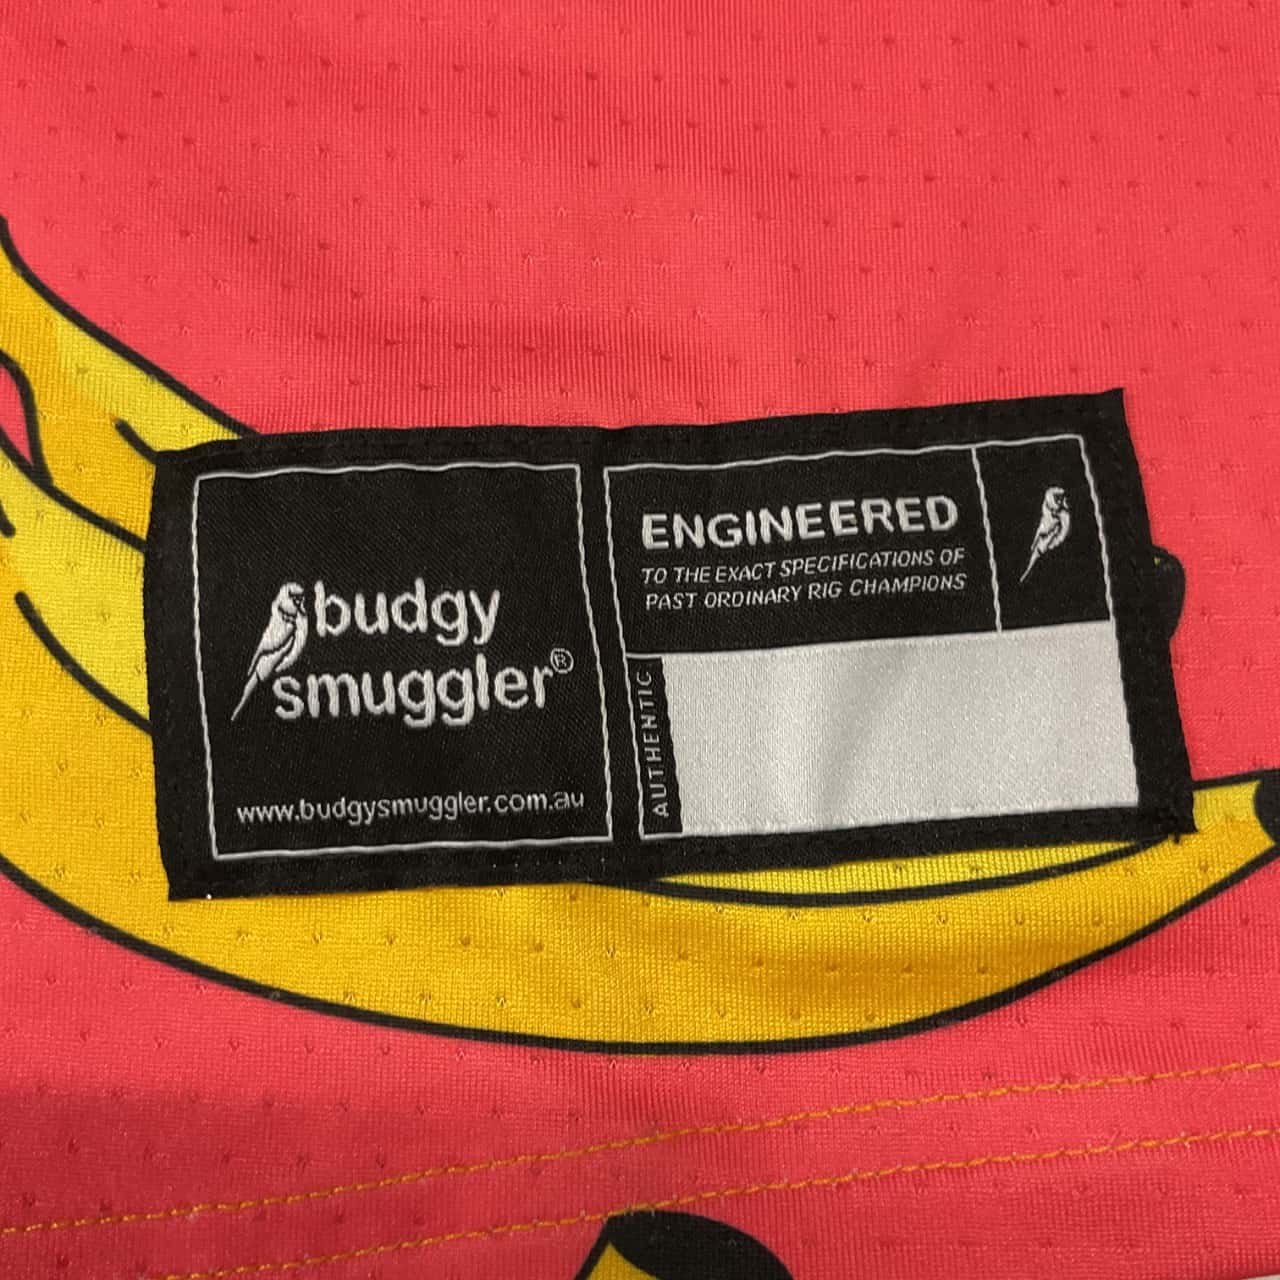 budgy
smuggler®
www.budgysmuggler.com.au
ENGINEERED
TO THE EXACT SPECIFICATIONS OF
PAST ORDINARY RIG CHAMPIONS
AUTHENTIC